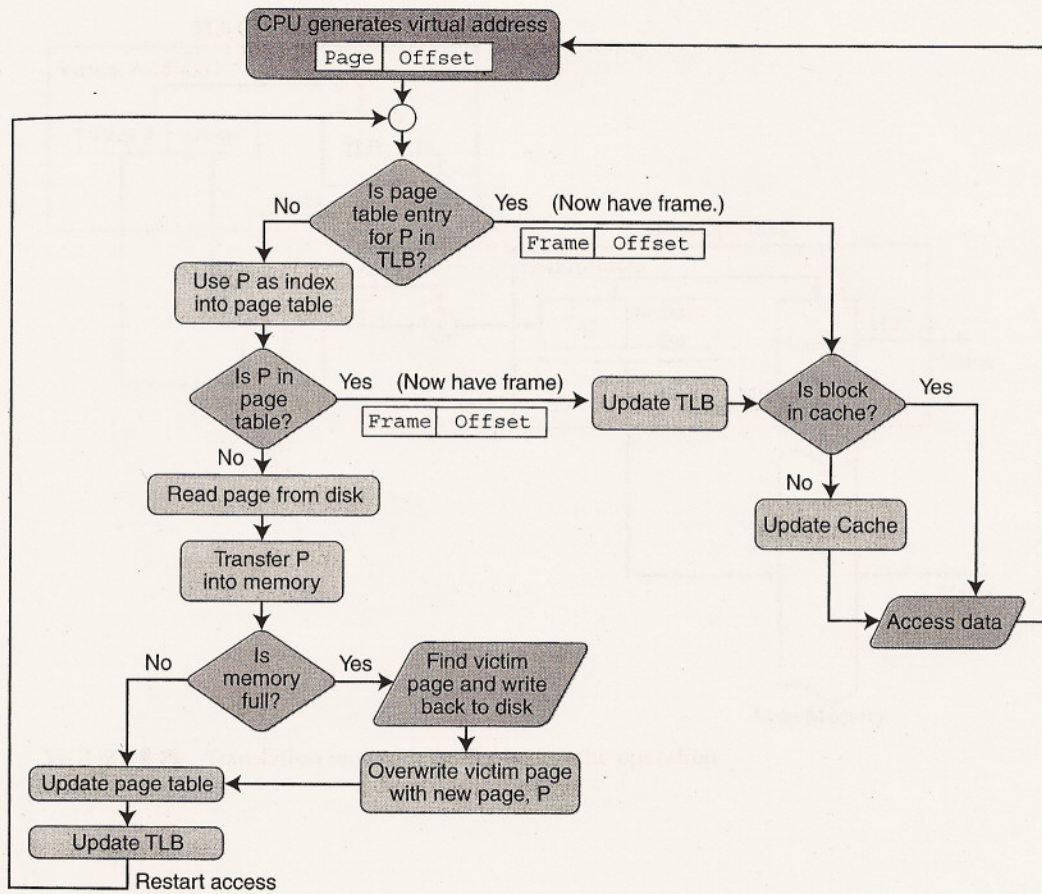 CPU generates virtual address
Page Offset
Is page
table entry
for P in
TLB?
No
Yes (Now have frame.)
Frame Offset
Use P as index
into page table
Is P in
page
table?
Yes (Now have frame)
Frame Offset
Update TLB
Is block
in cache?
Yes
No
Read page from disk
No
Update Cache
Transfer P
into memory
Access data
Is
memory
full?
No
Yes
Find victim
page and write
back to disk
Update page table
Overwrite victim page
with new page, P
Update TLB
Restart access